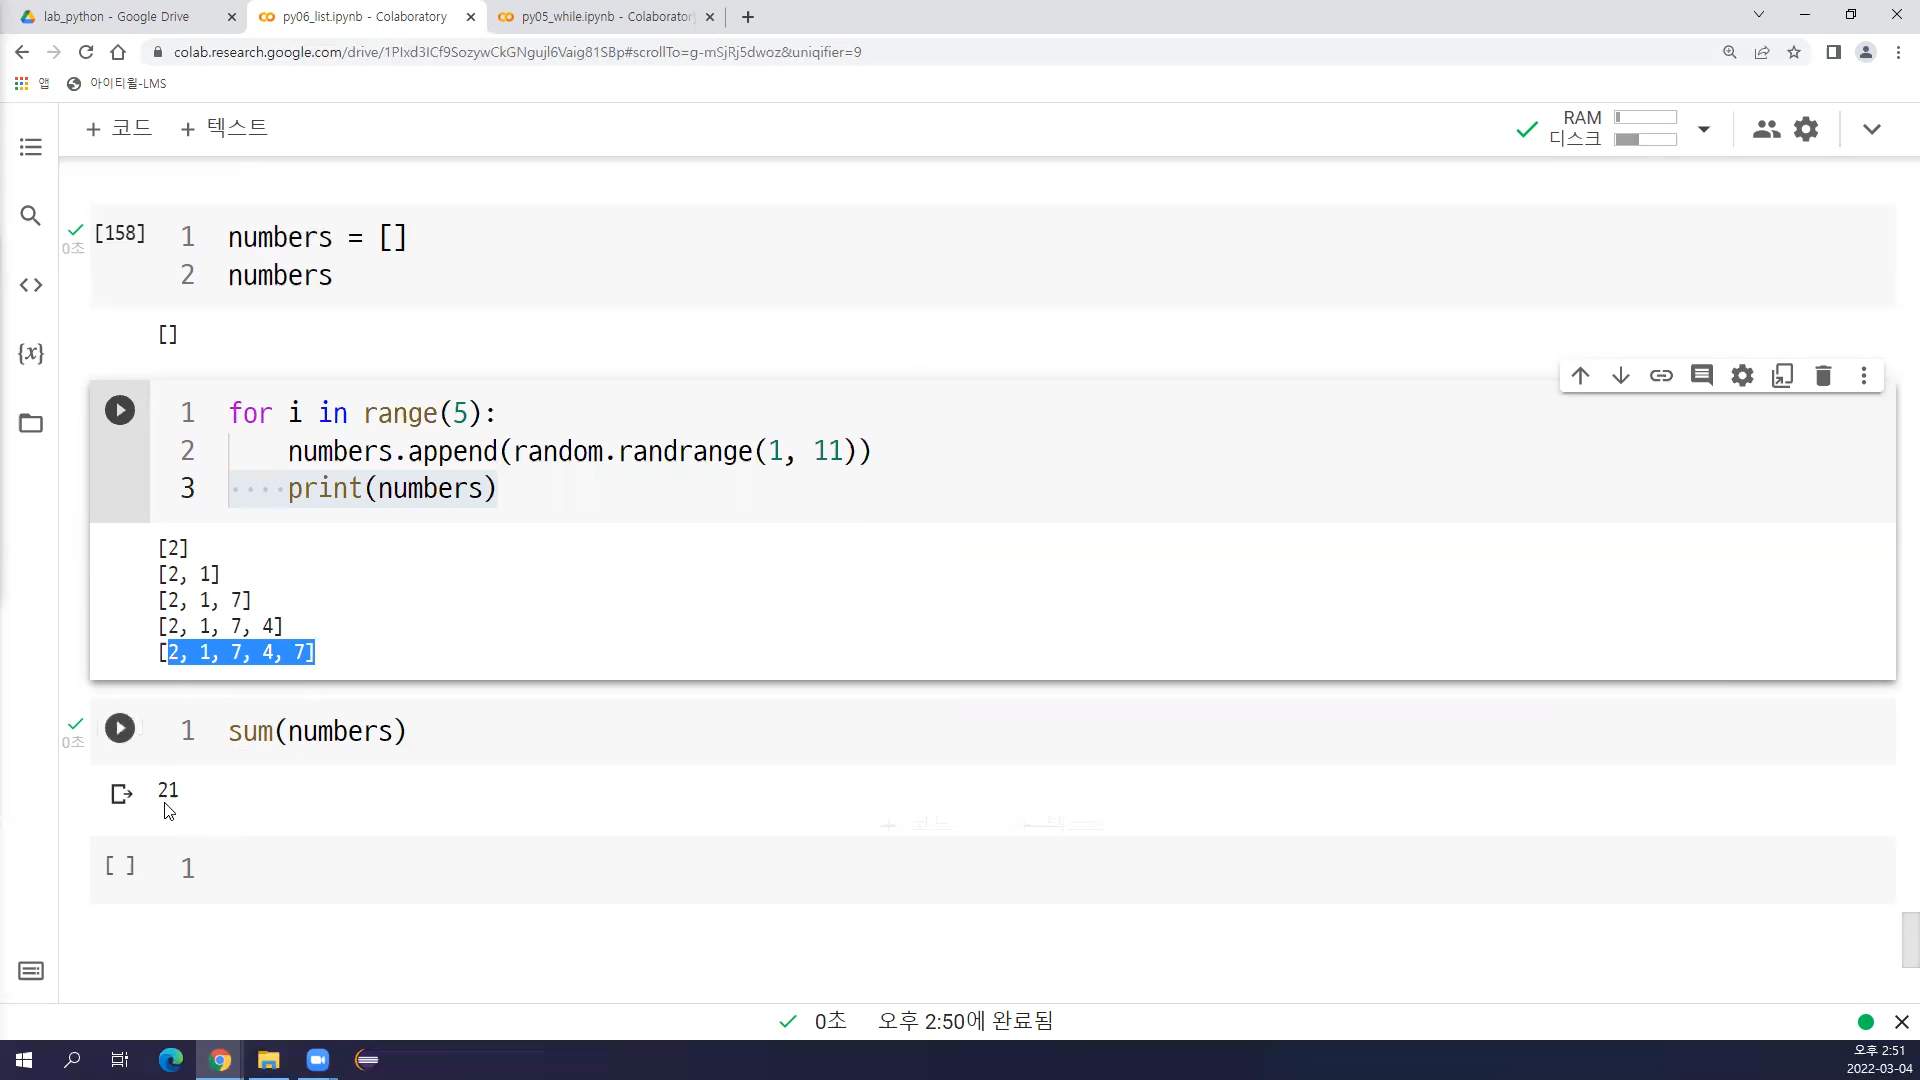 lab_python - Google Drive
py06_list.ipynb - Colaboratory
py05_while.ipynb - Colaborator
colab.research.google.com/drive/1PIxd3ICf9SozywCkGNgujl6Vaig81SBp#scrollTo=g-mSjRj5dwoz&uniqifier=9
앱
아이티윌-LMS
+ 코드 + 텍스트
RAM
디스크
[158]
0초
1 numbers = []
2 numbers
[]
1 for i in range(5):
2 numbers.append(random.randrange(1, 11))
3 print(numbers)
[2]
[2, 1]
[2, 1, 7]
[2, 1, 7, 4]
[2, 1, 7, 4, 7]
0초
1 sum(numbers)
21
[ ] 1
0초 오후 2:50에 완료됨
오후 2:51
2022-03-04